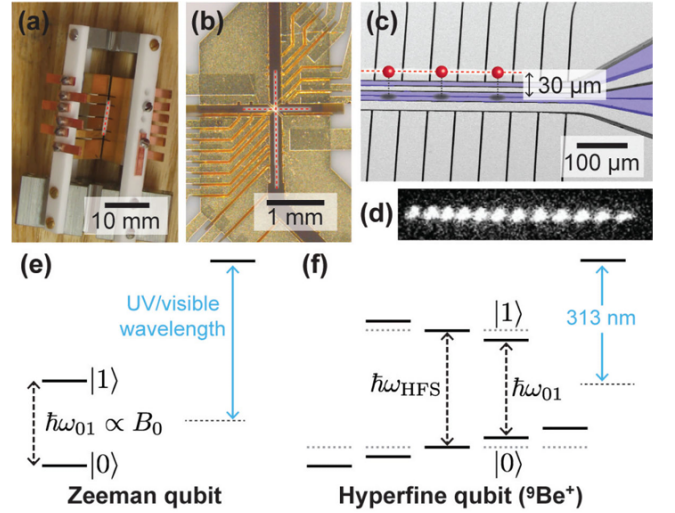 (a)
10 mm
(b)
1 mm
(c)
30 µm
100 µm
(d)
(e)
UV/visible
wavelength
|1⟩
ℏω₀₁ ∝ B₀
|0⟩
Zeeman qubit
(f)
|1⟩
313 nm
ℏω_HFS
ℏω₀₁
|0⟩
Hyperfine qubit (⁹Be⁺)